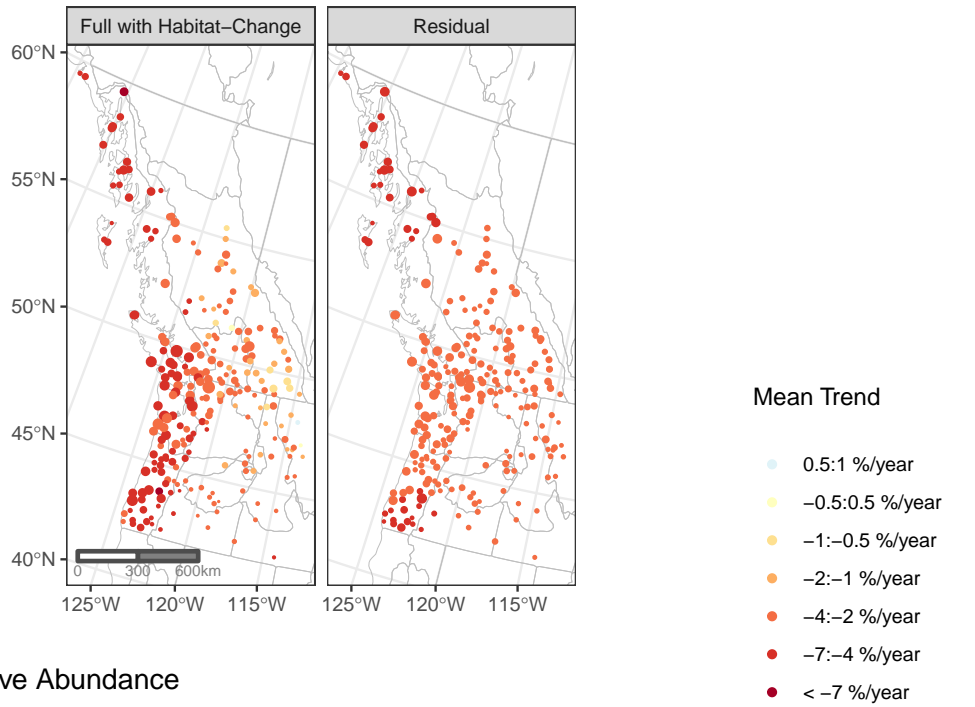 Full with Habitat−Change
Residual
60°N
55°N
50°N
45°N
40°N
0 300 600km
125°W 120°W 115°W
125°W 120°W 115°W
Mean Trend
0.5:1 %/year
−0.5:0.5 %/year
−1:−0.5 %/year
−2:−1 %/year
−4:−2 %/year
−7:−4 %/year
< −7 %/year
ve Abundance